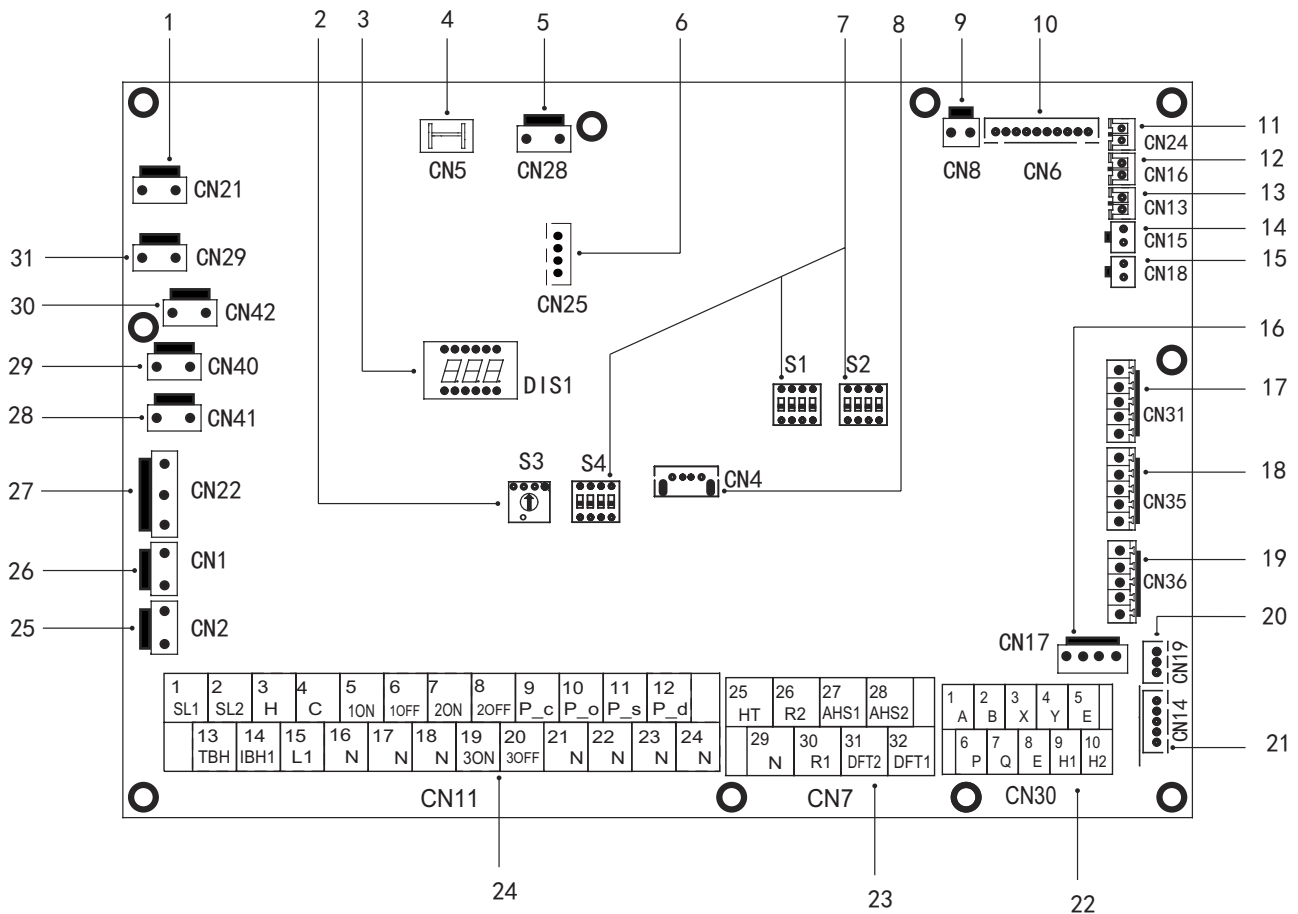 1 2 3 4 5 6 7 8 9 10
CN5 CN28 CN8 CN6
CN24 11
CN16 12
CN13 13
CN15 14
CN18 15
CN21
31 CN29
30 CN42
CN25
29 CN40
28 CN41
DIS1
S1 S2
16
CN31 17
S3 S4 CN4
27 CN22
CN35 18
26 CN1
CN36 19
25 CN2
CN17 CN19 20
CN14 21
1 SL1 2 SL2 3 H 4 C 5 1ON 6 1OFF 7 2ON 8 2OFF 9 P_c 10 P_o 11 P_s 12 P_d
13 TBH 14 IBH1 15 L1 16 N 17 N 18 N 19 3ON 20 3OFF 21 N 22 N 23 N 24 N
25 HT 26 R2 27 AHS1 28 AHS2
29 N 30 R1 31 DFT2 32 DFT1
1 A 2 B 3 X 4 Y 5 E
6 P 7 Q 8 E 9 H1 10 H2
CN11 CN7 CN30
24 23 22